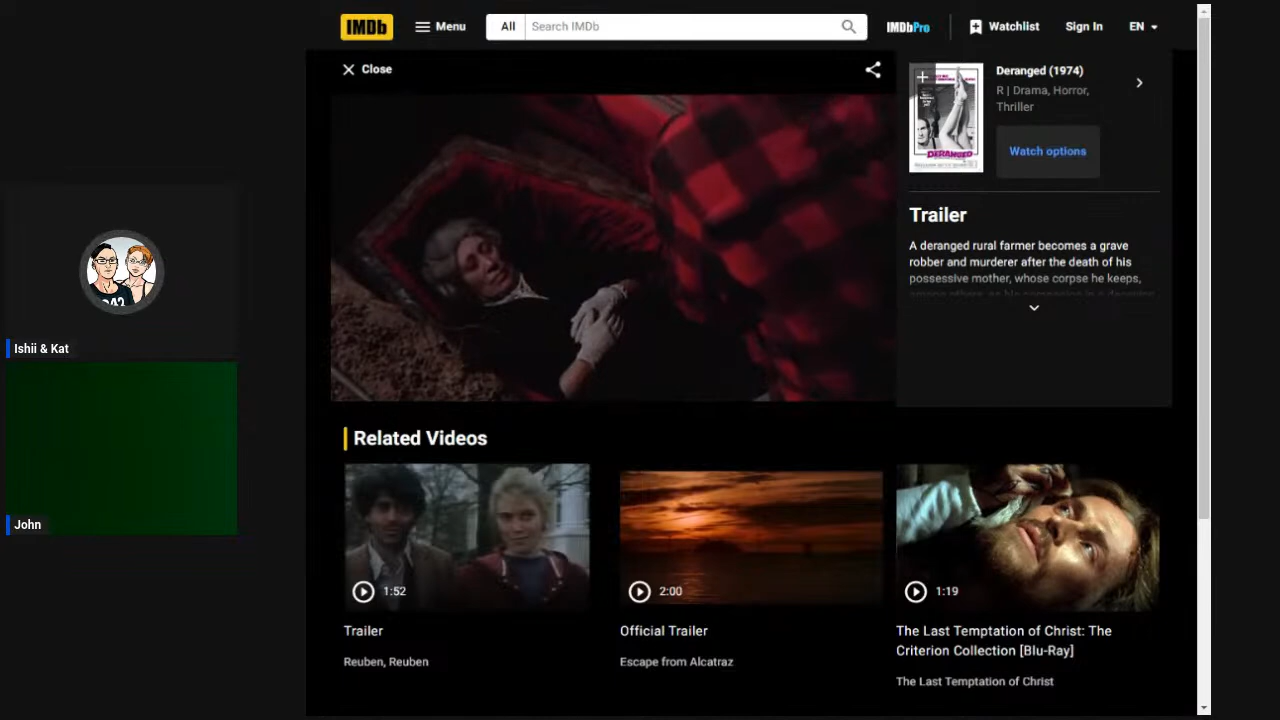 IMDb
Menu
All
Search IMDb
IMDbPro
Watchlist
Sign In
EN
Close
Deranged (1974)
R | Drama, Horror,
Thriller
DERANGED
Watch options
Trailer
A deranged rural farmer becomes a grave
robber and murderer after the death of his
possessive mother, whose corpse he keeps,
Ishii & Kat
John
Related Videos
1:52
2:00
1:19
Trailer
Reuben, Reuben
Official Trailer
Escape from Alcatraz
The Last Temptation of Christ: The
Criterion Collection [Blu-Ray]
The Last Temptation of Christ